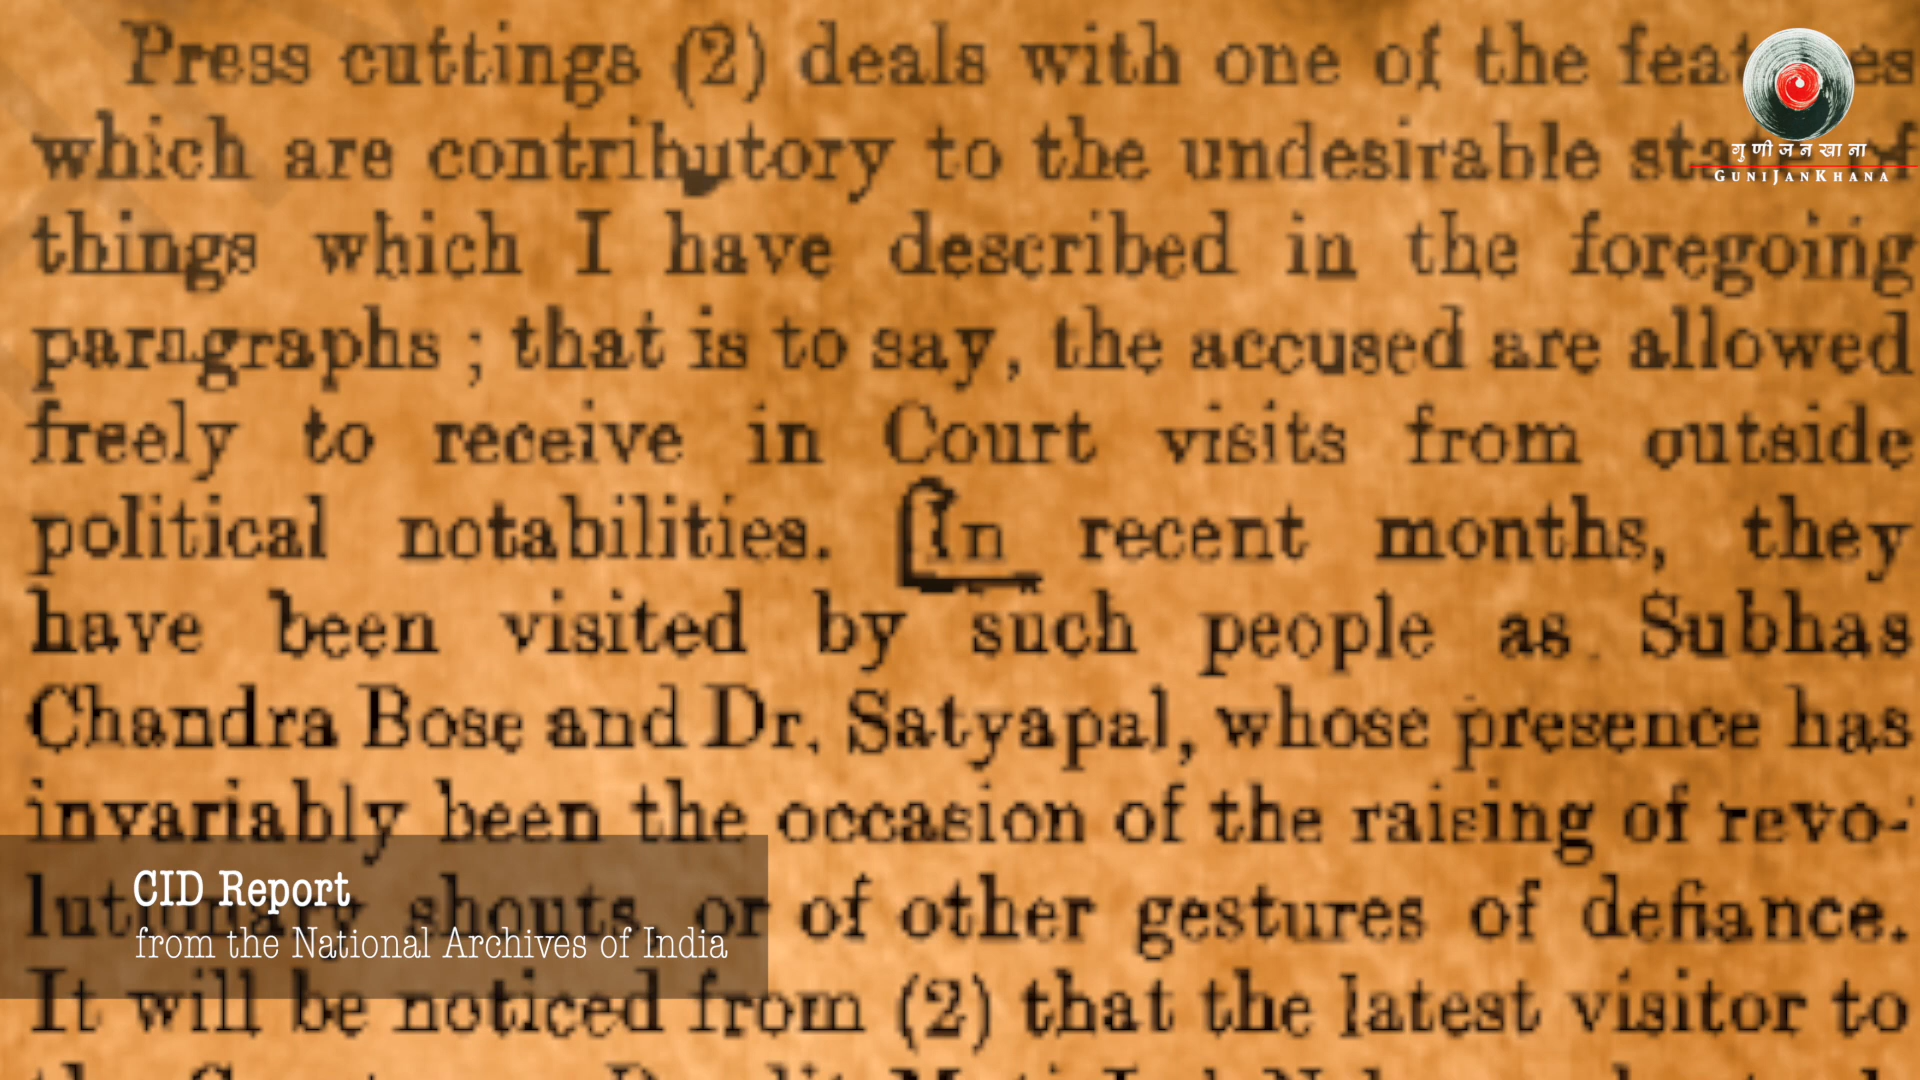 Press cuttings (2) deals with one of the features
which are contributory to the undesirable state of
things which I have described in the foregoing
paragraphs ; that is to say, the accused are allowed
freely to receive in Court visits from outside
political notabilities. In recent months, they
have been visited by such people as Subhas
Chandra Bose and Dr. Satyapal, whose presence has
invariably been the occasion of the raising of revo-
lutionary shouts or of other gestures of defiance.
It will be noticed from (2) that the latest visitor to
गुणीजनखाना
GUNIJANKHANA
CID Report
from the National Archives of India